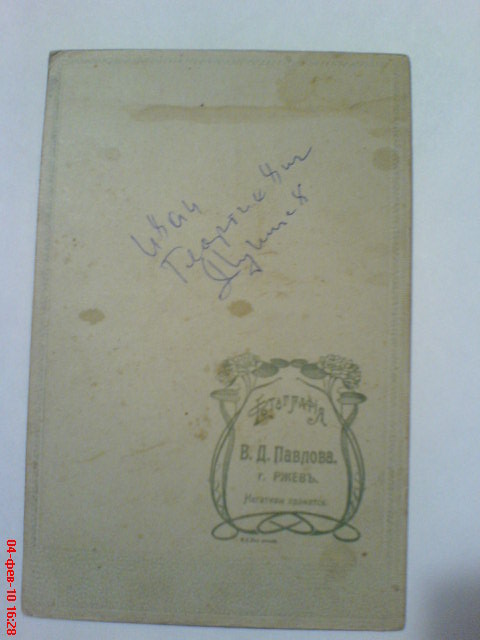 Иван
Георгиевич
Фотографія
В. Д. Павлова.
г. РЖЕВЪ.
Негативы хранятся.
04-фев-10 16:28